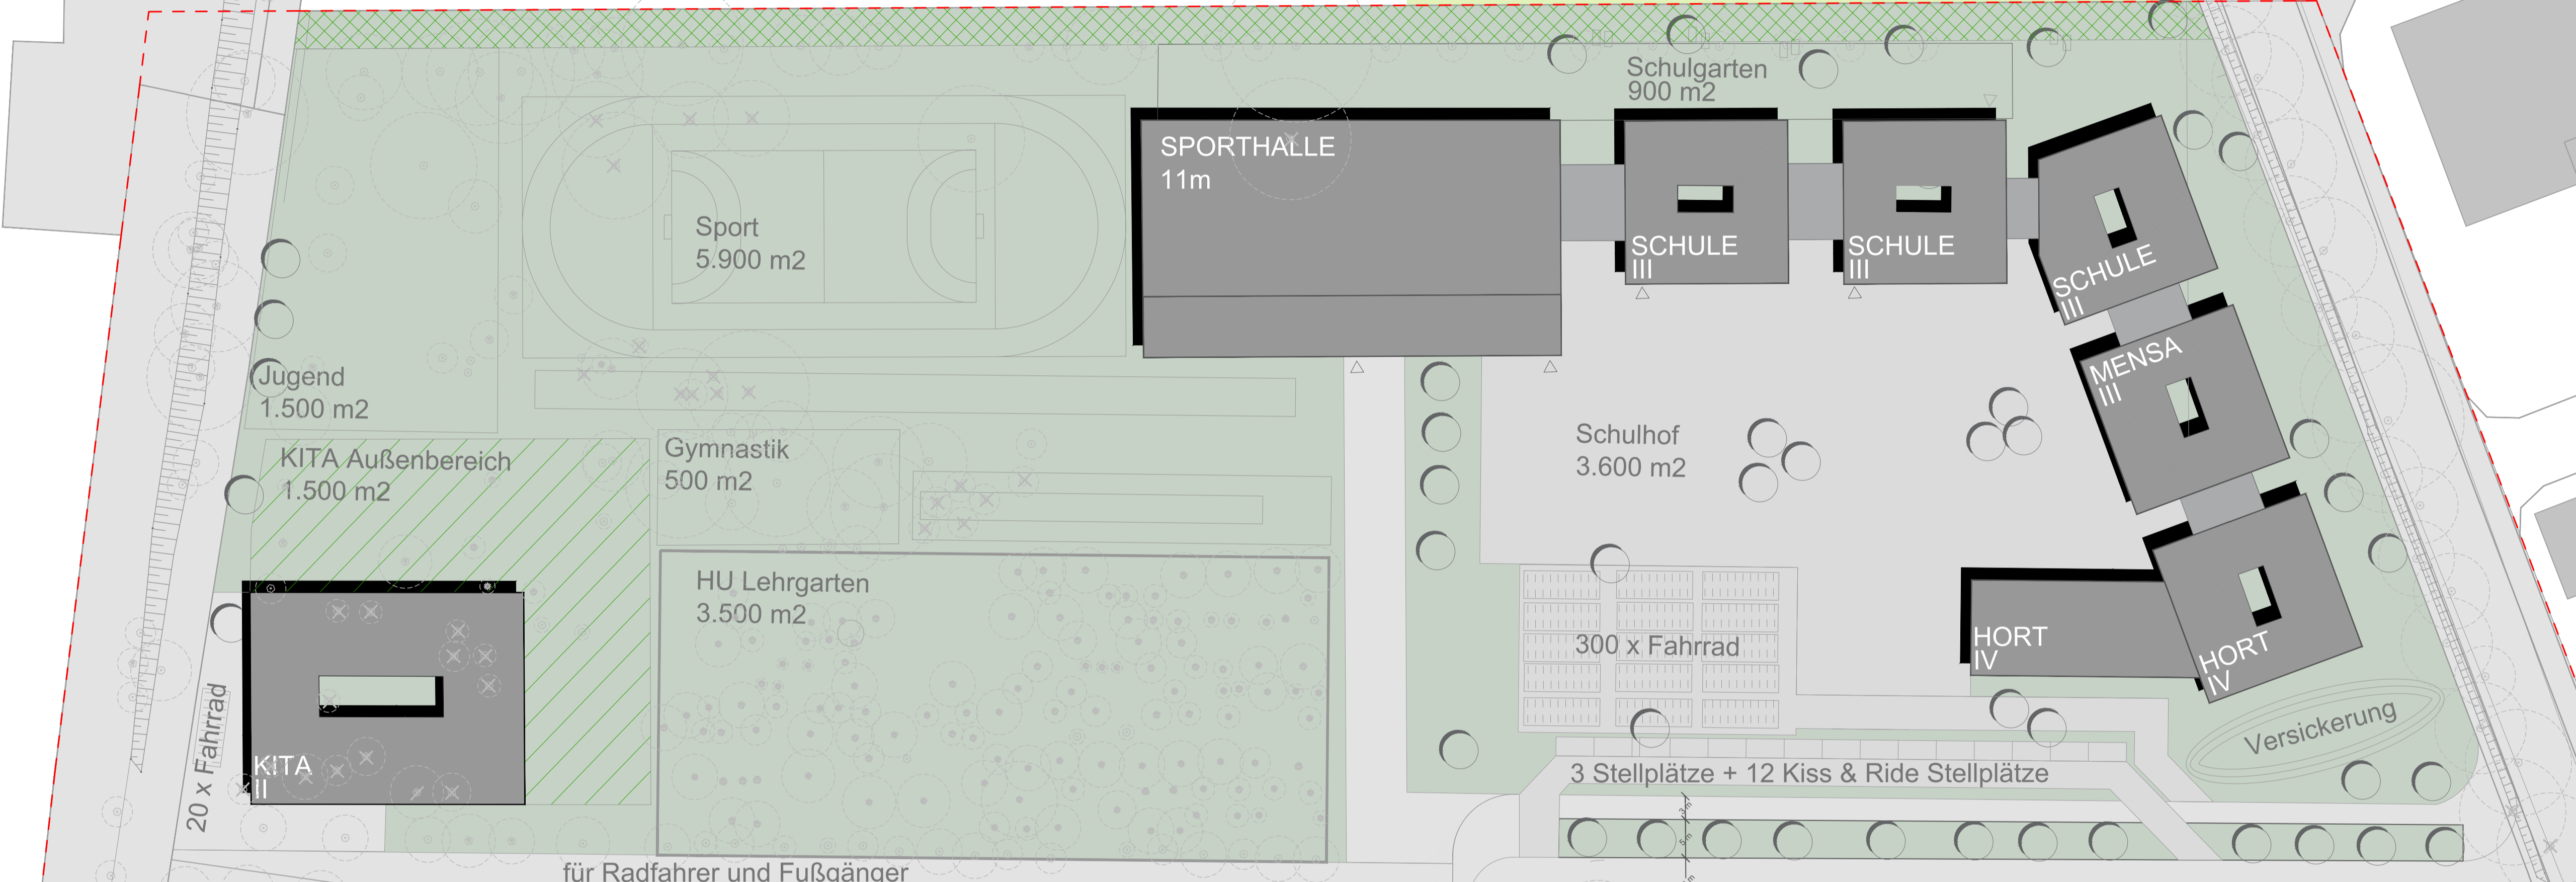 Schulgarten
900 m2
SPORTHALLE
11m
Sport
5.900 m2
SCHULE
III
SCHULE
III
SCHULE
III
MENSA
III
Jugend
1.500 m2
KITA Außenbereich
1.500 m2
Gymnastik
500 m2
Schulhof
3.600 m2
HU Lehrgarten
3.500 m2
300 x Fahrrad
HORT
IV
HORT
IV
Versickerung
KITA
II
20 x Fahrrad
3 Stellplätze + 12 Kiss & Ride Stellplätze
3 m
5 m
für Radfahrer und Fußgänger